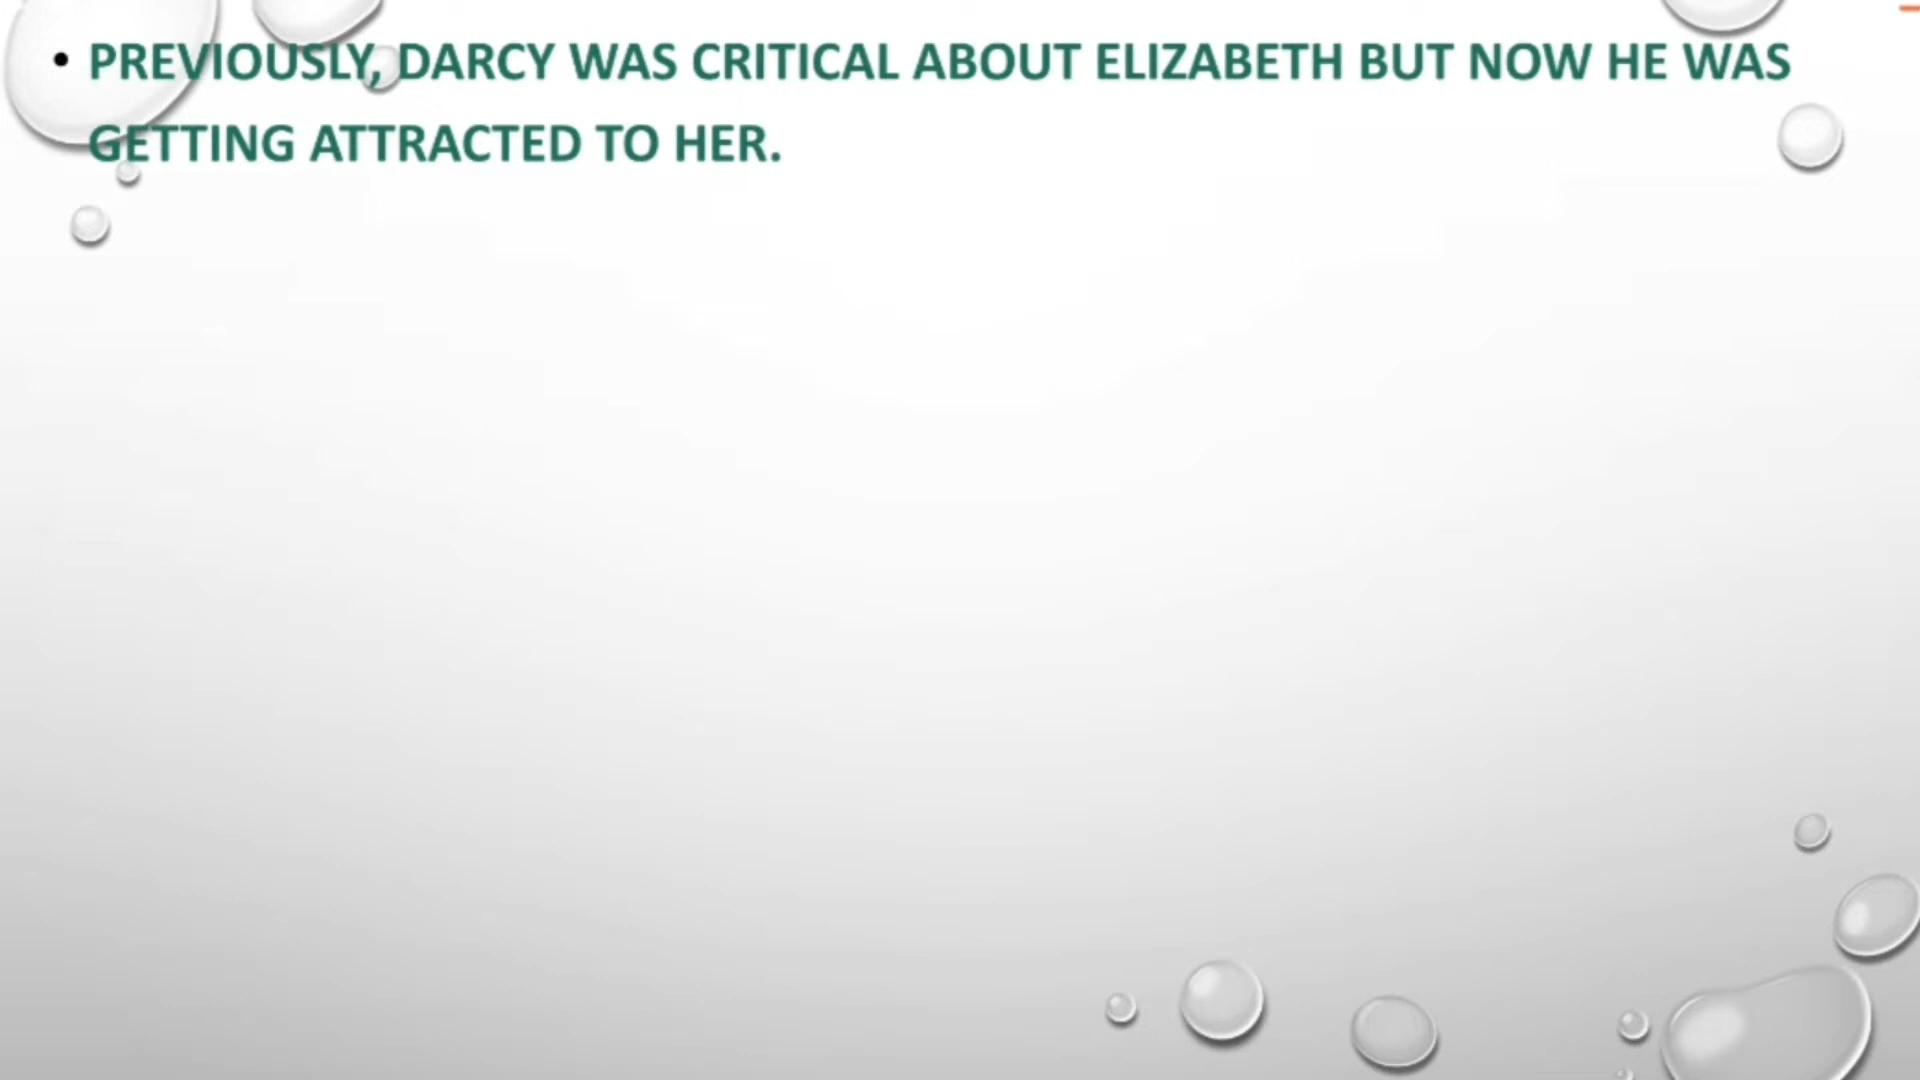 • PREVIOUSLY, DARCY WAS CRITICAL ABOUT ELIZABETH BUT NOW HE WAS
GETTING ATTRACTED TO HER.